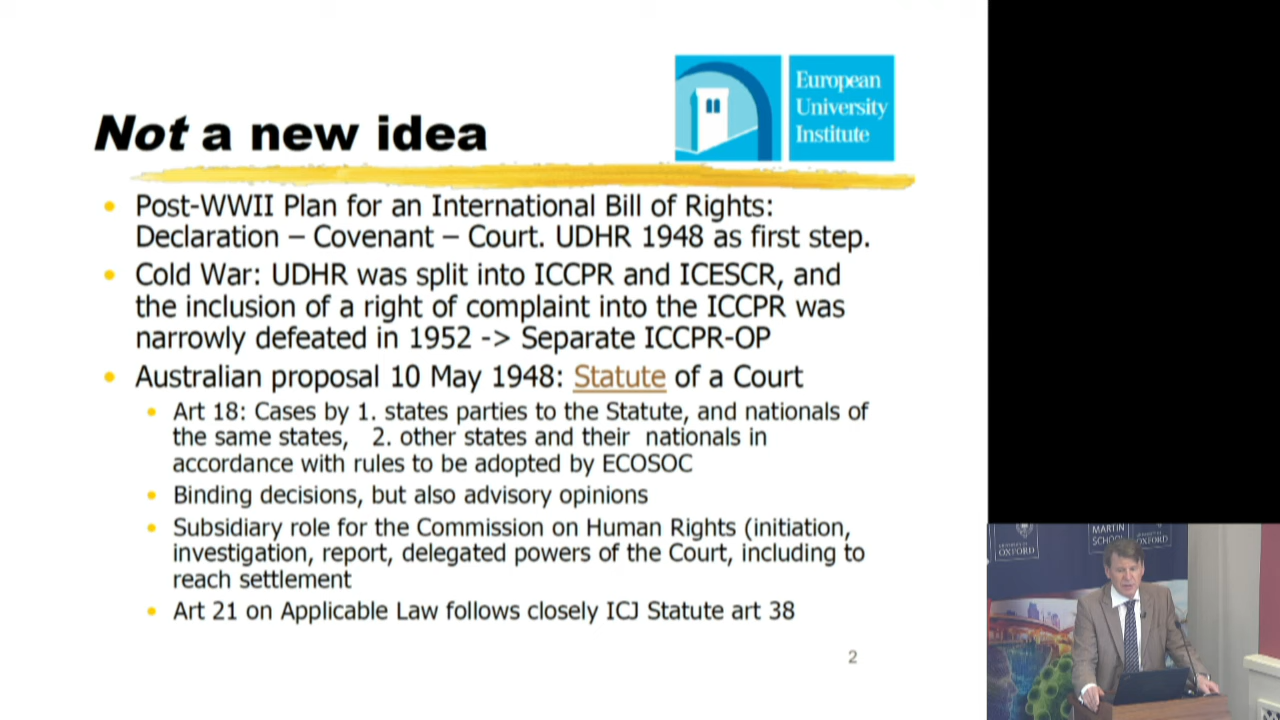 European
University
Institute
Not a new idea
• Post-WWII Plan for an International Bill of Rights:
Declaration – Covenant – Court. UDHR 1948 as first step.
• Cold War: UDHR was split into ICCPR and ICESCR, and
the inclusion of a right of complaint into the ICCPR was
narrowly defeated in 1952 -> Separate ICCPR-OP
• Australian proposal 10 May 1948: Statute of a Court
• Art 18: Cases by 1. states parties to the Statute, and nationals of
the same states, 2. other states and their nationals in
accordance with rules to be adopted by ECOSOC
• Binding decisions, but also advisory opinions
• Subsidiary role for the Commission on Human Rights (initiation,
investigation, report, delegated powers of the Court, including to
reach settlement
• Art 21 on Applicable Law follows closely ICJ Statute art 38
2
UNIVERSITY OF
OXFORD
MARTIN
SCHOOL
UNIVERSITY OF
OXFORD